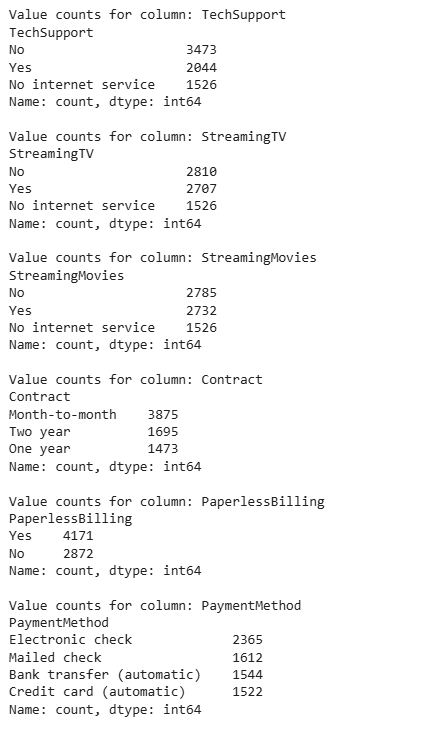 Value counts for column: TechSupport
TechSupport
No                     3473
Yes                    2044
No internet service    1526
Name: count, dtype: int64

Value counts for column: StreamingTV
StreamingTV
No                     2810
Yes                    2707
No internet service    1526
Name: count, dtype: int64

Value counts for column: StreamingMovies
StreamingMovies
No                     2785
Yes                    2732
No internet service    1526
Name: count, dtype: int64

Value counts for column: Contract
Contract
Month-to-month    3875
Two year          1695
One year          1473
Name: count, dtype: int64

Value counts for column: PaperlessBilling
PaperlessBilling
Yes    4171
No     2872
Name: count, dtype: int64

Value counts for column: PaymentMethod
PaymentMethod
Electronic check             2365
Mailed check                 1612
Bank transfer (automatic)    1544
Credit card (automatic)      1522
Name: count, dtype: int64